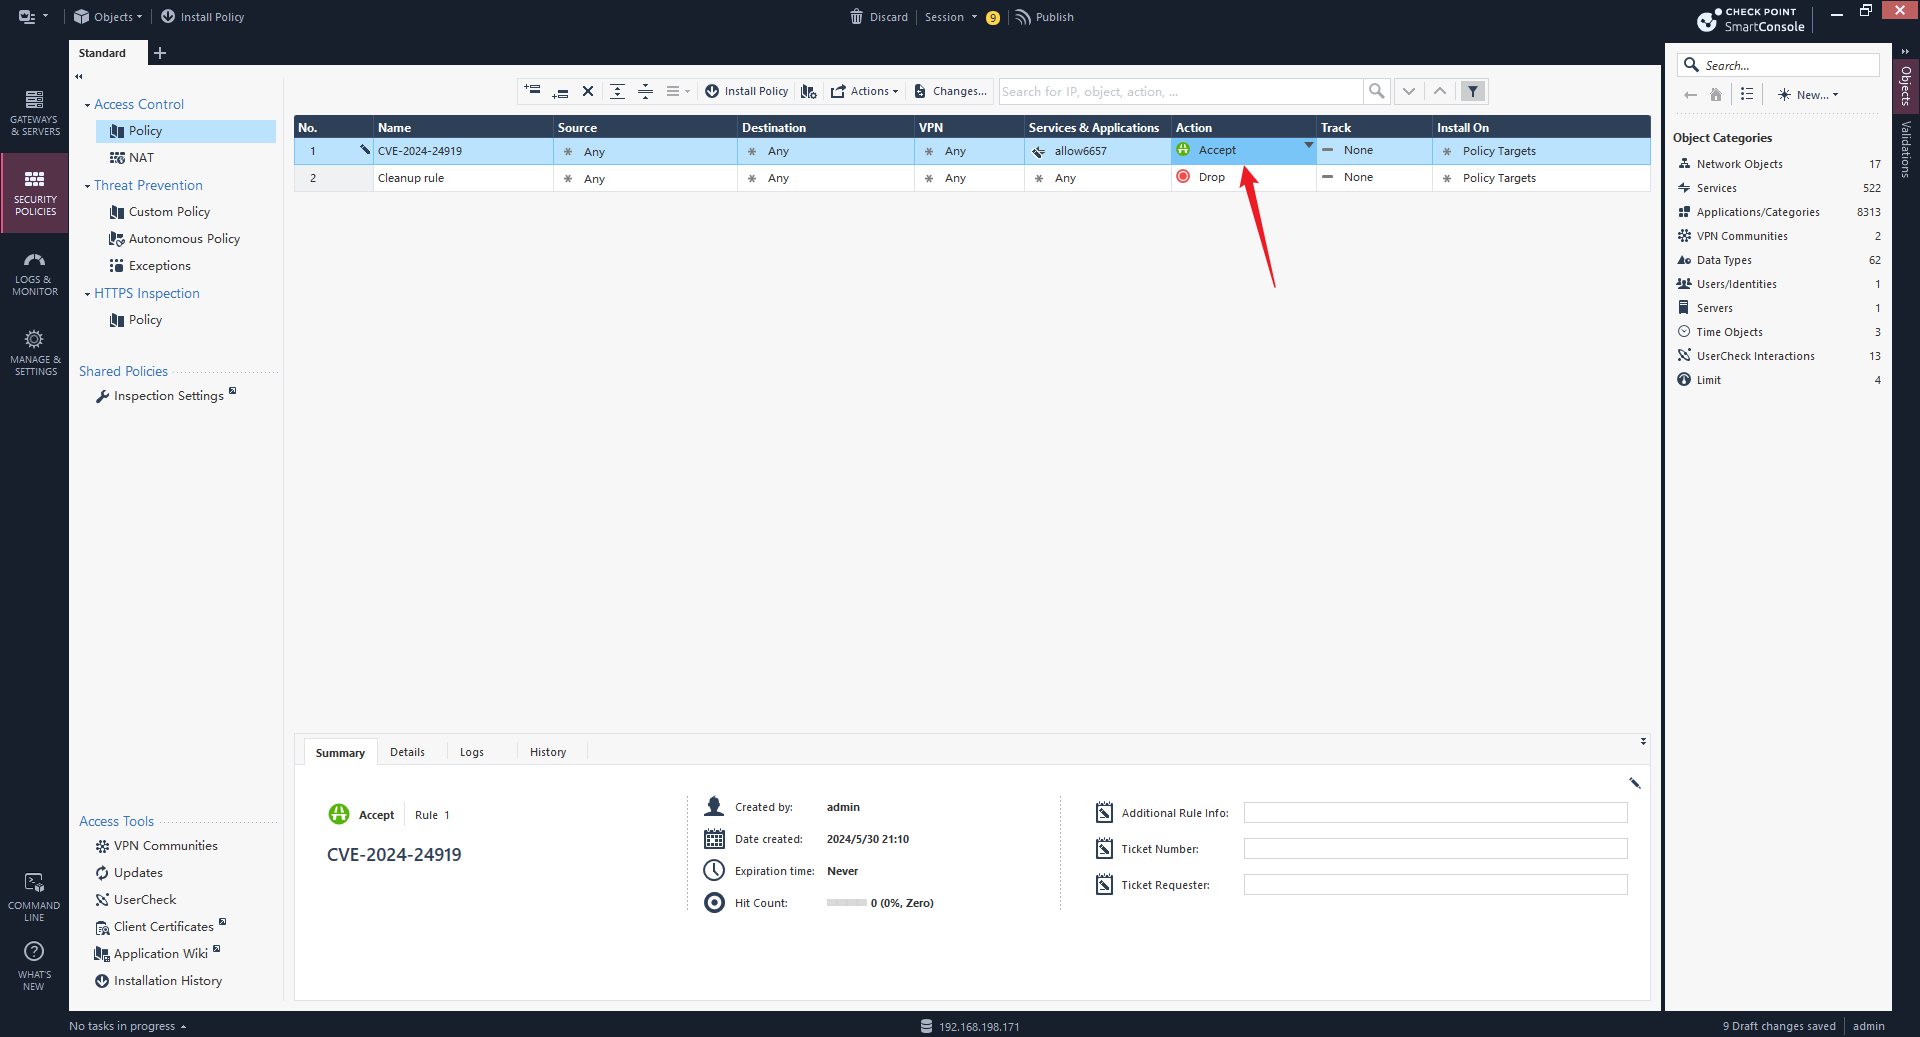 Objects
Install Policy
Discard
Session
9
Publish
CHECK POINT
SmartConsole
Standard
GATEWAYS
& SERVERS
SECURITY
POLICIES
LOGS &
MONITOR
MANAGE &
SETTINGS
COMMAND
LINE
WHAT'S
NEW
Access Control
Policy
NAT
Threat Prevention
Custom Policy
Autonomous Policy
Exceptions
HTTPS Inspection
Policy
Shared Policies
Inspection Settings
Access Tools
VPN Communities
Updates
UserCheck
Client Certificates
Application Wiki
Installation History
Install Policy
Actions
Changes...
Search for IP, object, action, ...
No. Name Source Destination VPN Services & Applications Action Track Install On
1 CVE-2024-24919 Any Any Any allow6657 Accept None Policy Targets
2 Cleanup rule Any Any Any Any Drop None Policy Targets
Summary Details Logs History
Accept Rule 1
CVE-2024-24919
Created by: admin
Date created: 2024/5/30 21:10
Expiration time: Never
Hit Count: 0 (0%, Zero)
Additional Rule Info:
Ticket Number:
Ticket Requester:
Search...
New...
Object Categories
Network Objects 17
Services 522
Applications/Categories 8313
VPN Communities 2
Data Types 62
Users/Identities 1
Servers 1
Time Objects 3
UserCheck Interactions 13
Limit 4
Objects
Validations
No tasks in progress
192.168.198.171
9 Draft changes saved
admin